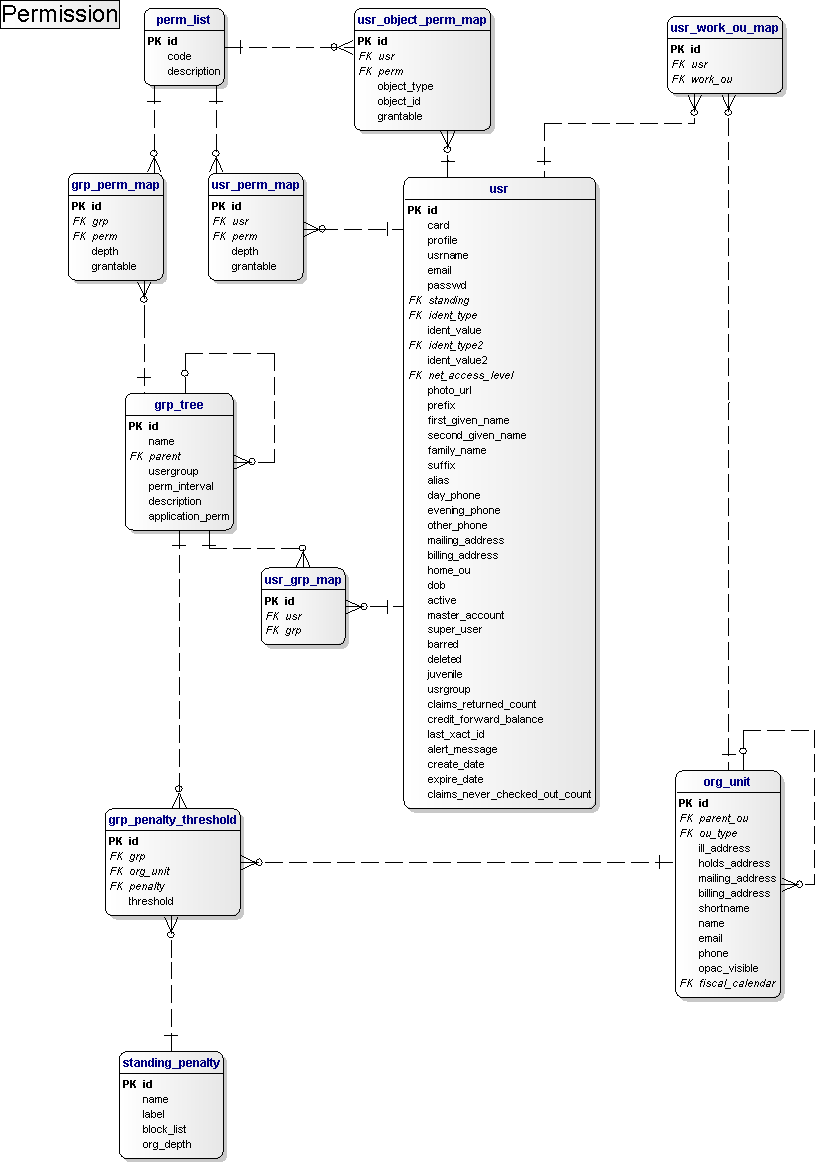 Permission
perm_list
PK id
code
description
usr_object_perm_map
PK id
FK usr
FK perm
object_type
object_id
grantable
usr_work_ou_map
PK id
FK usr
FK work_ou
grp_perm_map
PK id
FK grp
FK perm
depth
grantable
usr_perm_map
PK id
FK usr
FK perm
depth
grantable
usr
PK id
card
profile
usrname
email
passwd
FK standing
FK ident_type
ident_value
FK ident_type2
ident_value2
FK net_access_level
photo_url
prefix
first_given_name
second_given_name
family_name
suffix
alias
day_phone
evening_phone
other_phone
mailing_address
billing_address
home_ou
dob
active
master_account
super_user
barred
deleted
juvenile
usrgroup
claims_returned_count
credit_forward_balance
last_xact_id
alert_message
create_date
expire_date
claims_never_checked_out_count
grp_tree
PK id
name
FK parent
usergroup
perm_interval
description
application_perm
usr_grp_map
PK id
FK usr
FK grp
org_unit
PK id
FK parent_ou
FK ou_type
ill_address
holds_address
mailing_address
billing_address
shortname
name
email
phone
opac_visible
FK fiscal_calendar
grp_penalty_threshold
PK id
FK grp
FK org_unit
FK penalty
threshold
standing_penalty
PK id
name
label
block_list
org_depth